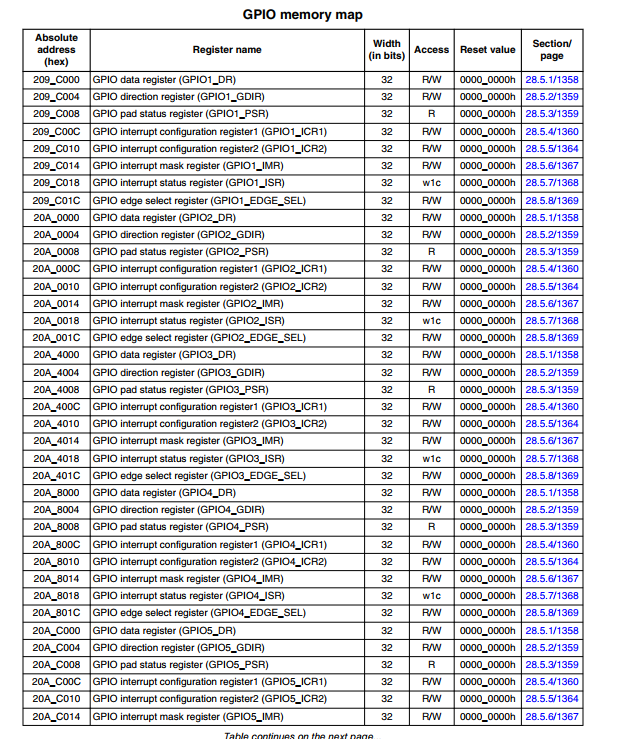 GPIO memory map
Absolute address (hex) Register name Width (in bits) Access Reset value Section/ page
209_C000 GPIO data register (GPIO1_DR) 32 R/W 0000_0000h 28.5.1/1358
209_C004 GPIO direction register (GPIO1_GDIR) 32 R/W 0000_0000h 28.5.2/1359
209_C008 GPIO pad status register (GPIO1_PSR) 32 R 0000_0000h 28.5.3/1359
209_C00C GPIO interrupt configuration register1 (GPIO1_ICR1) 32 R/W 0000_0000h 28.5.4/1360
209_C010 GPIO interrupt configuration register2 (GPIO1_ICR2) 32 R/W 0000_0000h 28.5.5/1364
209_C014 GPIO interrupt mask register (GPIO1_IMR) 32 R/W 0000_0000h 28.5.6/1367
209_C018 GPIO interrupt status register (GPIO1_ISR) 32 w1c 0000_0000h 28.5.7/1368
209_C01C GPIO edge select register (GPIO1_EDGE_SEL) 32 R/W 0000_0000h 28.5.8/1369
20A_0000 GPIO data register (GPIO2_DR) 32 R/W 0000_0000h 28.5.1/1358
20A_0004 GPIO direction register (GPIO2_GDIR) 32 R/W 0000_0000h 28.5.2/1359
20A_0008 GPIO pad status register (GPIO2_PSR) 32 R 0000_0000h 28.5.3/1359
20A_000C GPIO interrupt configuration register1 (GPIO2_ICR1) 32 R/W 0000_0000h 28.5.4/1360
20A_0010 GPIO interrupt configuration register2 (GPIO2_ICR2) 32 R/W 0000_0000h 28.5.5/1364
20A_0014 GPIO interrupt mask register (GPIO2_IMR) 32 R/W 0000_0000h 28.5.6/1367
20A_0018 GPIO interrupt status register (GPIO2_ISR) 32 w1c 0000_0000h 28.5.7/1368
20A_001C GPIO edge select register (GPIO2_EDGE_SEL) 32 R/W 0000_0000h 28.5.8/1369
20A_4000 GPIO data register (GPIO3_DR) 32 R/W 0000_0000h 28.5.1/1358
20A_4004 GPIO direction register (GPIO3_GDIR) 32 R/W 0000_0000h 28.5.2/1359
20A_4008 GPIO pad status register (GPIO3_PSR) 32 R 0000_0000h 28.5.3/1359
20A_400C GPIO interrupt configuration register1 (GPIO3_ICR1) 32 R/W 0000_0000h 28.5.4/1360
20A_4010 GPIO interrupt configuration register2 (GPIO3_ICR2) 32 R/W 0000_0000h 28.5.5/1364
20A_4014 GPIO interrupt mask register (GPIO3_IMR) 32 R/W 0000_0000h 28.5.6/1367
20A_4018 GPIO interrupt status register (GPIO3_ISR) 32 w1c 0000_0000h 28.5.7/1368
20A_401C GPIO edge select register (GPIO3_EDGE_SEL) 32 R/W 0000_0000h 28.5.8/1369
20A_8000 GPIO data register (GPIO4_DR) 32 R/W 0000_0000h 28.5.1/1358
20A_8004 GPIO direction register (GPIO4_GDIR) 32 R/W 0000_0000h 28.5.2/1359
20A_8008 GPIO pad status register (GPIO4_PSR) 32 R 0000_0000h 28.5.3/1359
20A_800C GPIO interrupt configuration register1 (GPIO4_ICR1) 32 R/W 0000_0000h 28.5.4/1360
20A_8010 GPIO interrupt configuration register2 (GPIO4_ICR2) 32 R/W 0000_0000h 28.5.5/1364
20A_8014 GPIO interrupt mask register (GPIO4_IMR) 32 R/W 0000_0000h 28.5.6/1367
20A_8018 GPIO interrupt status register (GPIO4_ISR) 32 w1c 0000_0000h 28.5.7/1368
20A_801C GPIO edge select register (GPIO4_EDGE_SEL) 32 R/W 0000_0000h 28.5.8/1369
20A_C000 GPIO data register (GPIO5_DR) 32 R/W 0000_0000h 28.5.1/1358
20A_C004 GPIO direction register (GPIO5_GDIR) 32 R/W 0000_0000h 28.5.2/1359
20A_C008 GPIO pad status register (GPIO5_PSR) 32 R 0000_0000h 28.5.3/1359
20A_C00C GPIO interrupt configuration register1 (GPIO5_ICR1) 32 R/W 0000_0000h 28.5.4/1360
20A_C010 GPIO interrupt configuration register2 (GPIO5_ICR2) 32 R/W 0000_0000h 28.5.5/1364
20A_C014 GPIO interrupt mask register (GPIO5_IMR) 32 R/W 0000_0000h 28.5.6/1367
Table continues on the next page